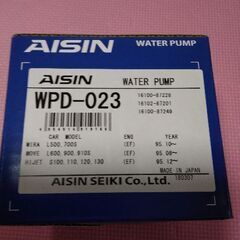 AISIN WATER PUMP
AISIN WATER PUMP
WPD-023 16100-87228
16102-87201
16100-87249
CAR MODEL ENG YEAR
MIRA L500,700S (EF) 95.10~
MOVE L600,900,910S (EF) 95.08~
HIJET S100,110,120,130 (EF) 95.12~
MADE IN JAPAN
AISIN SEIKI Co.,Ltd. 180307